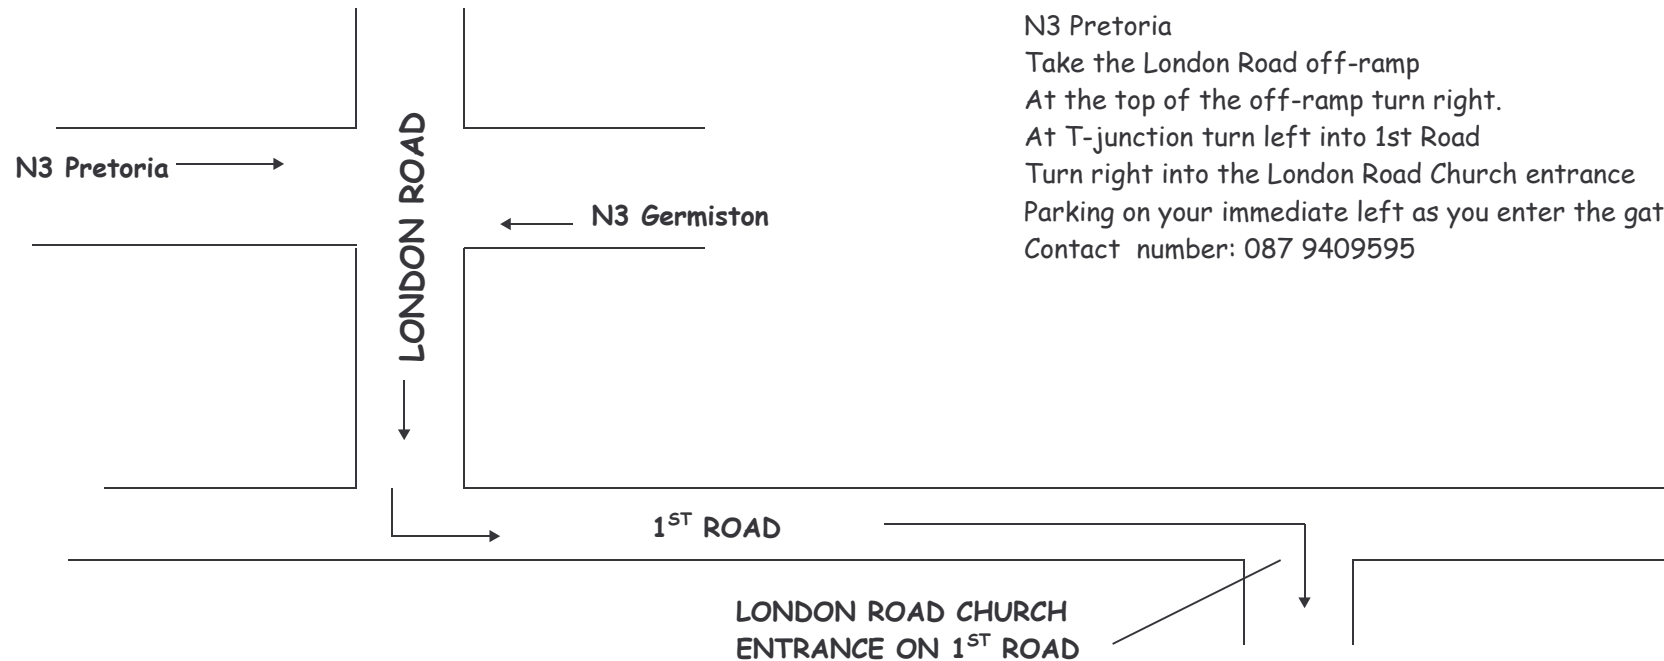 N3 Pretoria
Take the London Road off-ramp
At the top of the off-ramp turn right.
At T-junction turn left into 1st Road
Turn right into the London Road Church entrance
Parking on your immediate left as you enter the gat
Contact number: 087 9409595
LONDON ROAD
N3 Pretoria
N3 Germiston
1ST ROAD
LONDON ROAD CHURCH
ENTRANCE ON 1ST ROAD